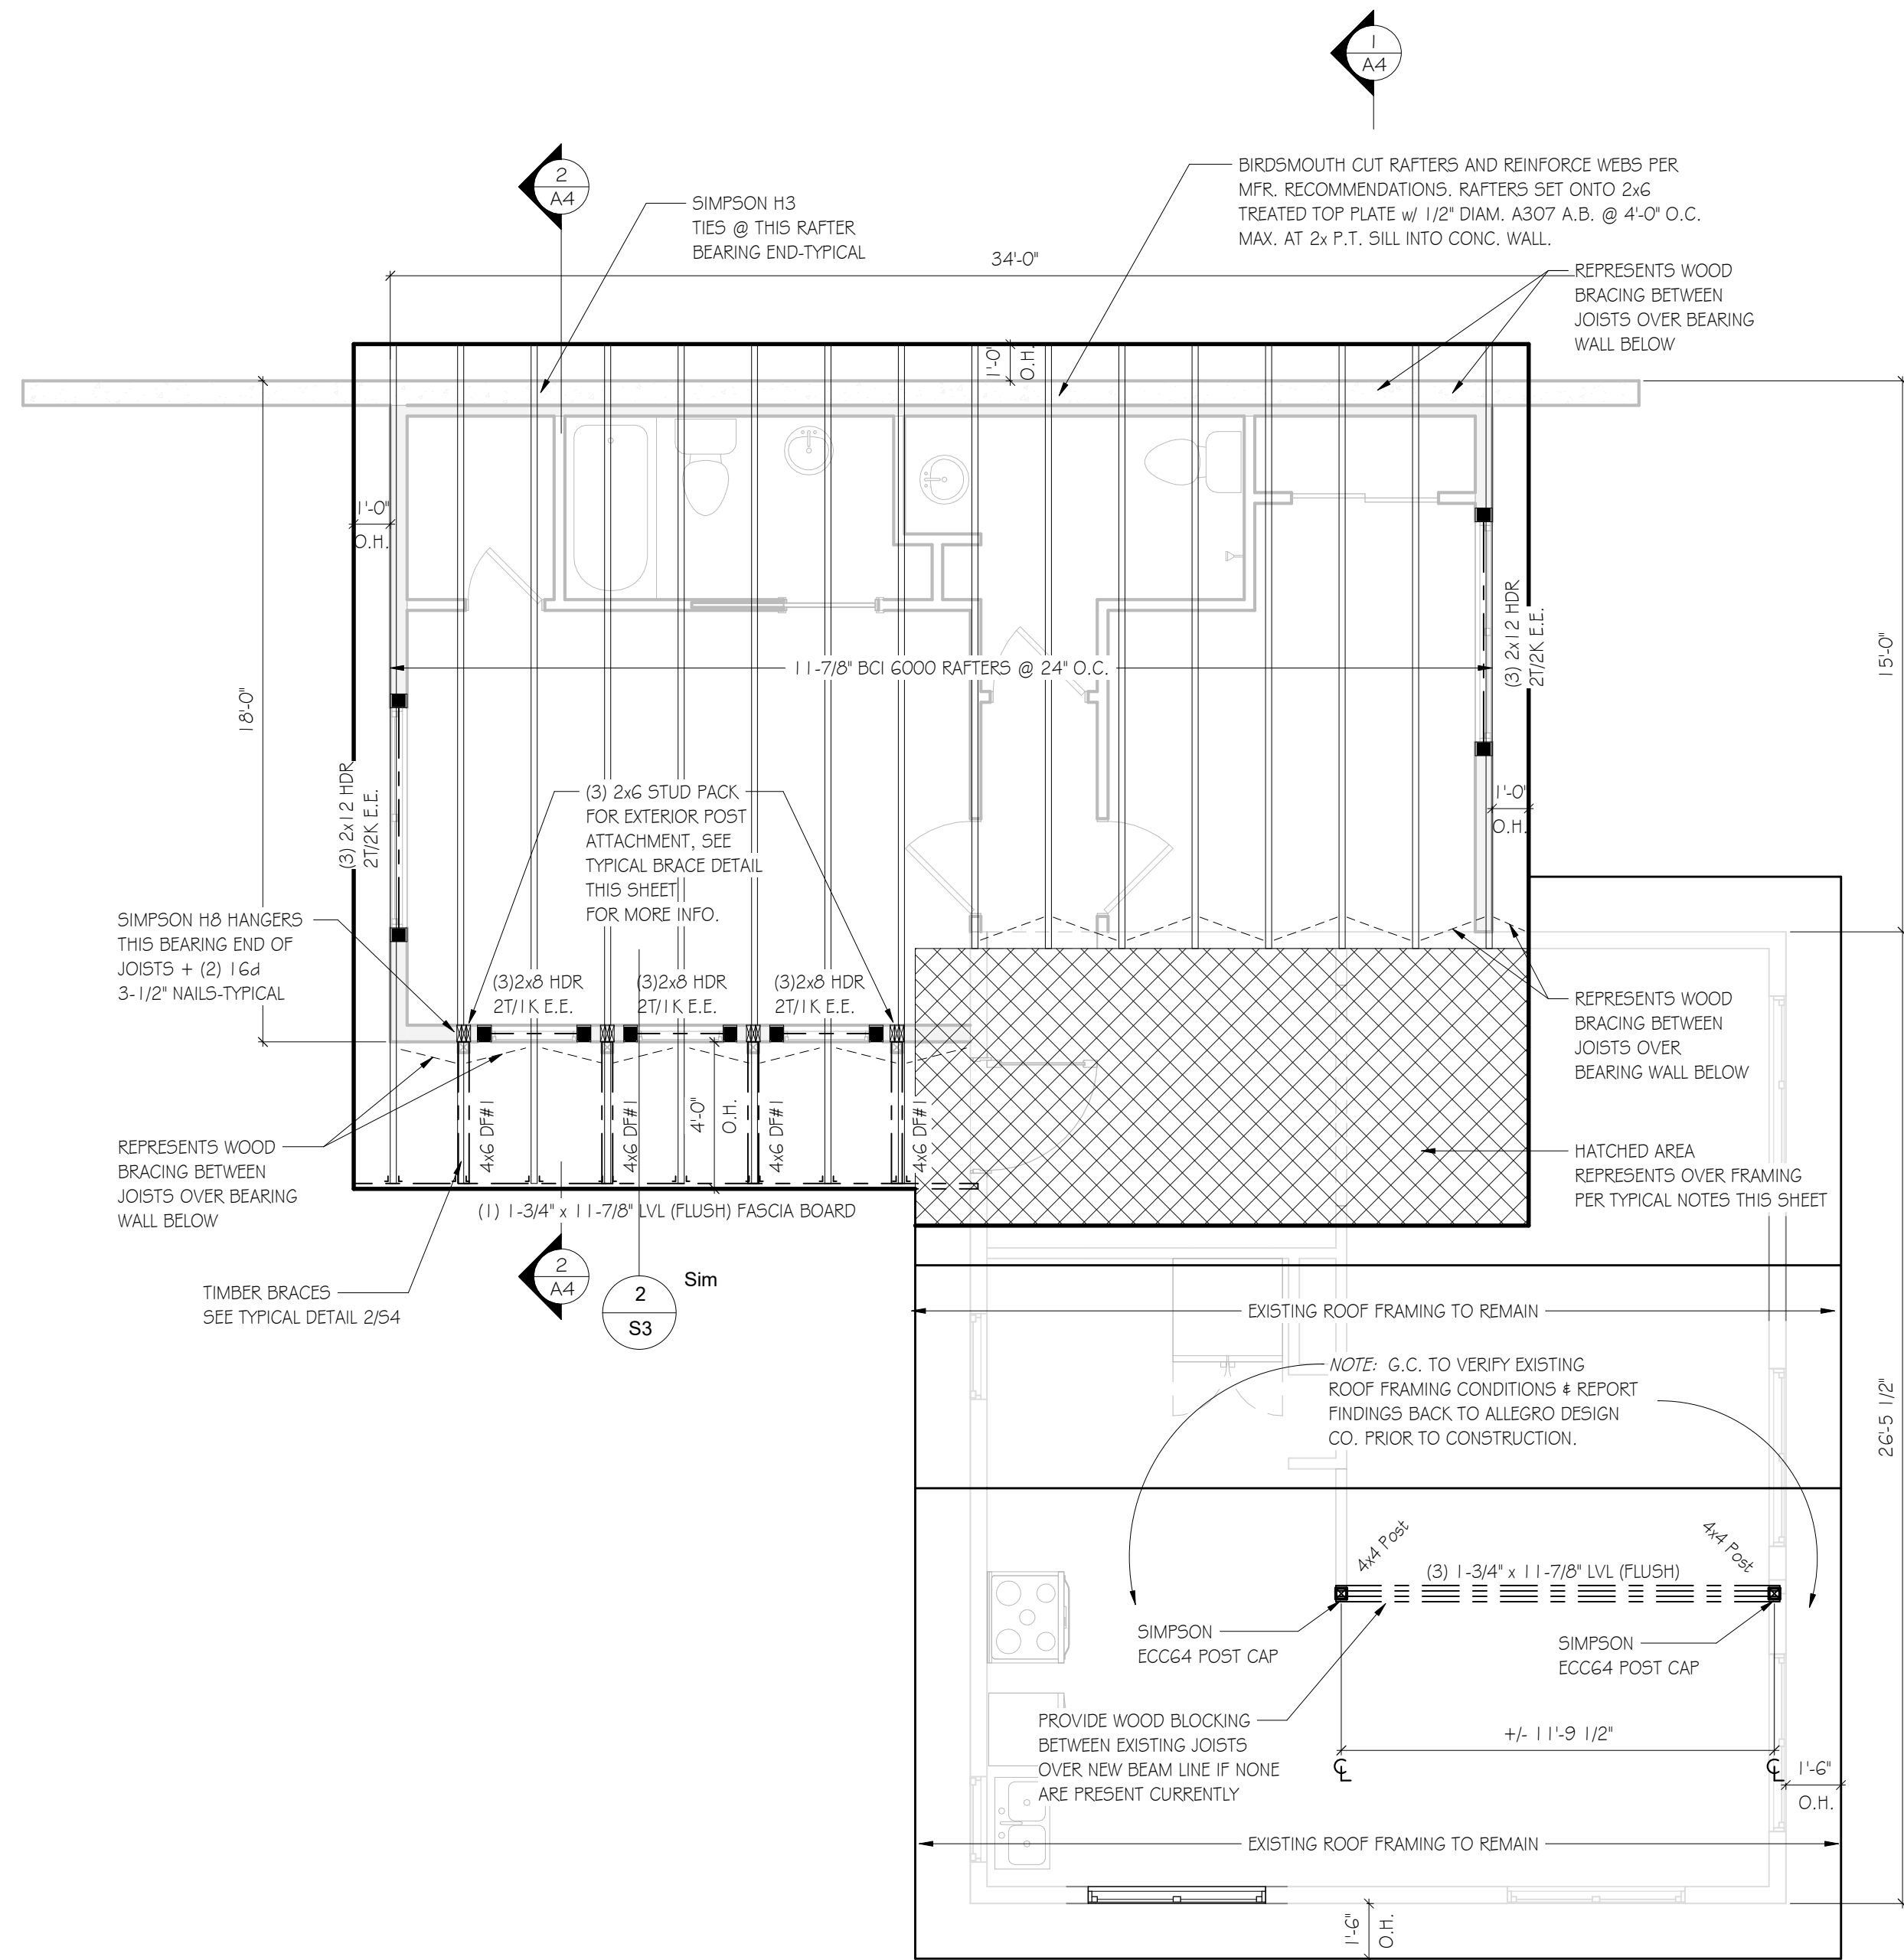 1
A4
2
A4
SIMPSON H3
TIES @ THIS RAFTER
BEARING END-TYPICAL
BIRDSMOUTH CUT RAFTERS AND REINFORCE WEBS PER
MFR. RECOMMENDATIONS. RAFTERS SET ONTO 2x6
TREATED TOP PLATE w/ 1/2" DIAM. A307 A.B. @ 4'-0" O.C.
MAX. AT 2x P.T. SILL INTO CONC. WALL.
34'-0"
REPRESENTS WOOD
BRACING BETWEEN
JOISTS OVER BEARING
WALL BELOW
1'-0"
O.H.
1'-0"
O.H.
(3) 2x12 HDR
2T/2K E.E.
15'-0"
11-7/8" BCI 6000 RAFTERS @ 24" O.C.
18'-0"
(3) 2x12 HDR
2T/2K E.E.
(3) 2x6 STUD PACK
FOR EXTERIOR POST
ATTACHMENT, SEE
TYPICAL BRACE DETAIL
THIS SHEET
FOR MORE INFO.
1'-0"
O.H.
SIMPSON H8 HANGERS
THIS BEARING END OF
JOISTS + (2) 16d
3-1/2" NAILS-TYPICAL
(3)2x8 HDR
2T/1K E.E.
(3)2x8 HDR
2T/1K E.E.
(3)2x8 HDR
2T/1K E.E.
REPRESENTS WOOD
BRACING BETWEEN
JOISTS OVER
BEARING WALL BELOW
4x6 DF#1
4x6 DF#1
4'-0"
O.H.
4x6 DF#1
4x6 DF#1
REPRESENTS WOOD
BRACING BETWEEN
JOISTS OVER BEARING
WALL BELOW
HATCHED AREA
REPRESENTS OVER FRAMING
PER TYPICAL NOTES THIS SHEET
(1) 1-3/4" x 11-7/8" LVL (FLUSH) FASCIA BOARD
TIMBER BRACES
SEE TYPICAL DETAIL 2/S4
2
A4
2
S3
Sim
EXISTING ROOF FRAMING TO REMAIN
NOTE: G.C. TO VERIFY EXISTING
ROOF FRAMING CONDITIONS & REPORT
FINDINGS BACK TO ALLEGRO DESIGN
CO. PRIOR TO CONSTRUCTION.
26'-5 1/2"
4x4 Post
4x4 Post
(3) 1-3/4" x 11-7/8" LVL (FLUSH)
SIMPSON
ECC64 POST CAP
SIMPSON
ECC64 POST CAP
PROVIDE WOOD BLOCKING
BETWEEN EXISTING JOISTS
OVER NEW BEAM LINE IF NONE
ARE PRESENT CURRENTLY
+/- 11'-9 1/2"
CL
CL
1'-6"
O.H.
EXISTING ROOF FRAMING TO REMAIN
1'-6"
O.H.